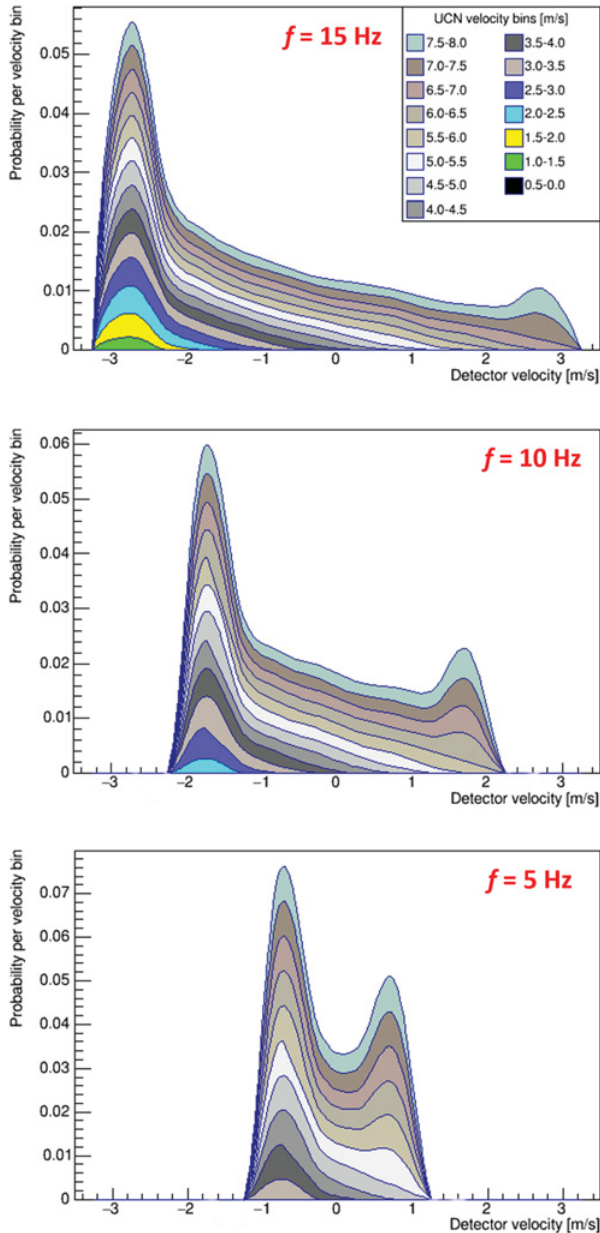 f = 15 Hz
UCN velocity bins [m/s]
7.5-8.0 3.5-4.0
7.0-7.5 3.0-3.5
6.5-7.0 2.5-3.0
6.0-6.5 2.0-2.5
5.5-6.0 1.5-2.0
5.0-5.5 1.0-1.5
4.5-5.0 0.5-0.0
4.0-4.5
Probability per velocity bin
0.05
0.04
0.03
0.02
0.01
0
−3 −2 −1 0 1 2 3
Detector velocity [m/s]
f = 10 Hz
Probability per velocity bin
0.06
0.05
0.04
0.03
0.02
0.01
0
−3 −2 −1 0 1 2 3
Detector velocity [m/s]
f = 5 Hz
Probability per velocity bin
0.07
0.06
0.05
0.04
0.03
0.02
0.01
0
−3 −2 −1 0 1 2 3
Detector velocity [m/s]